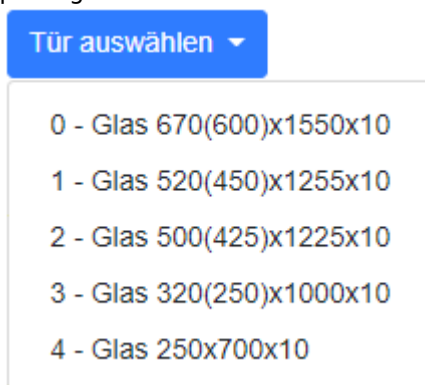 Tür auswählen
0 - Glas 670(600)x1550x10
1 - Glas 520(450)x1255x10
2 - Glas 500(425)x1225x10
3 - Glas 320(250)x1000x10
4 - Glas 250x700x10